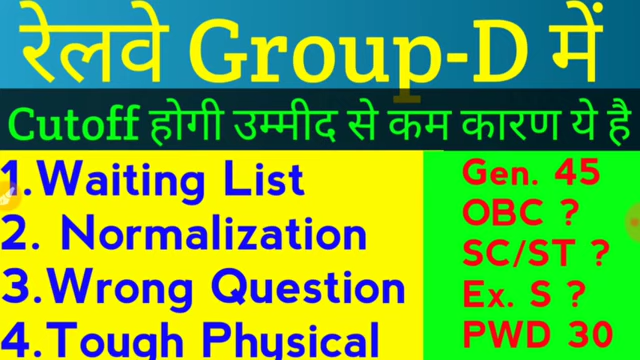 रेलवे Group-D में
Cutoff होगी उम्मीद से कम कारण ये है
1.Waiting List
2. Normalization
3.Wrong Question
4.Tough Physical
Gen. 45
OBC ?
SC/ST ?
Ex. S ?
PWD 30